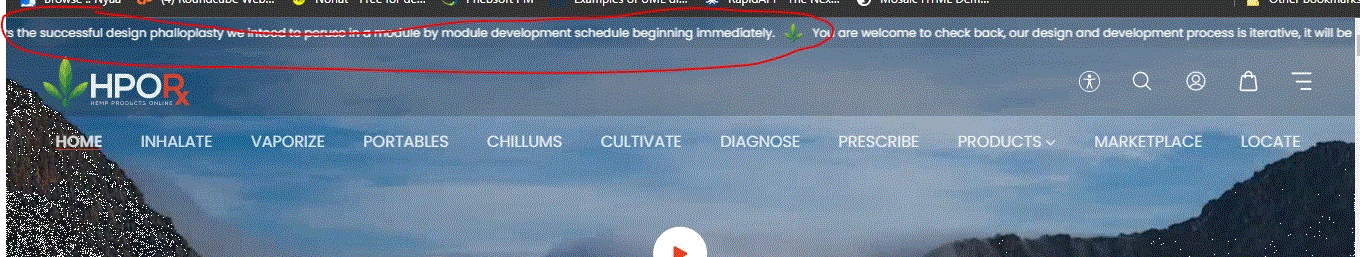 Browse :: Nyaa (4) Roundcube Web... Nohat - Free for de... Phebsoft PM Examples of UML di... RapidAPI - The Nex... Mosaic HTML Dem... Other bookmarks
s the successful design phalloplasty we intend to peruse in a module by module development schedule beginning immediately. You are welcome to check back, our design and development process is iterative, it will be
HPORx
HEMP PRODUCTS ONLINE
HOME INHALATE VAPORIZE PORTABLES CHILLUMS CULTIVATE DIAGNOSE PRESCRIBE PRODUCTS MARKETPLACE LOCATE